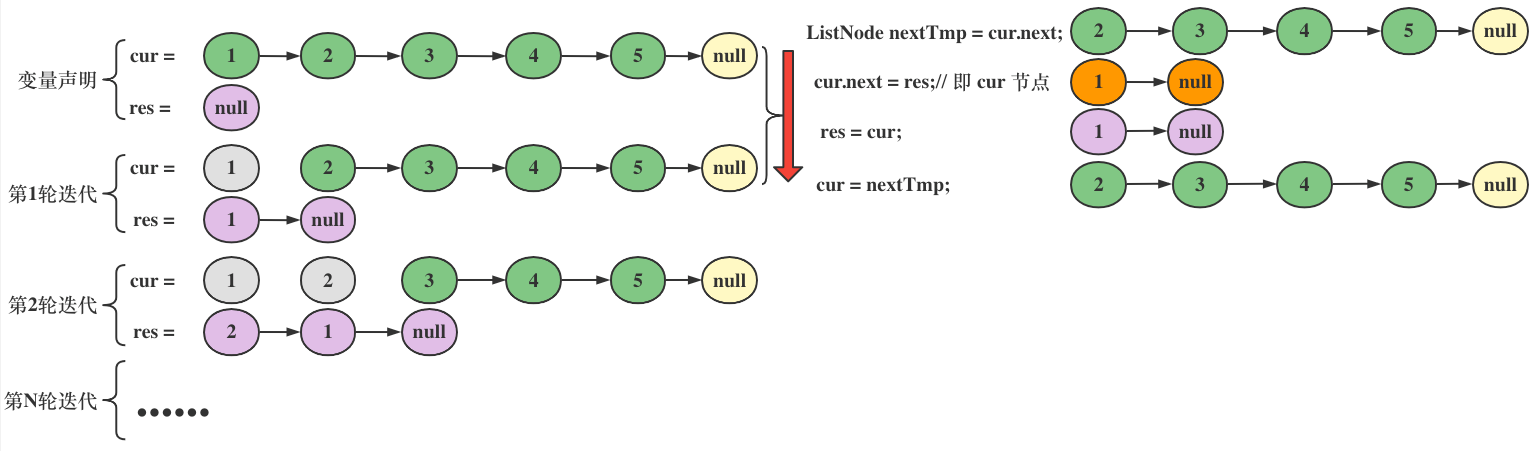 变量声明
cur = 1 2 3 4 5 null
res = null
第1轮迭代
cur = 1 2 3 4 5 null
res = 1 null
第2轮迭代
cur = 1 2 3 4 5 null
res = 2 1 null
第N轮迭代
••••••
ListNode nextTmp = cur.next; 2 3 4 5 null
cur.next = res;// 即 cur 节点 1 null
res = cur; 1 null
cur = nextTmp; 2 3 4 5 null